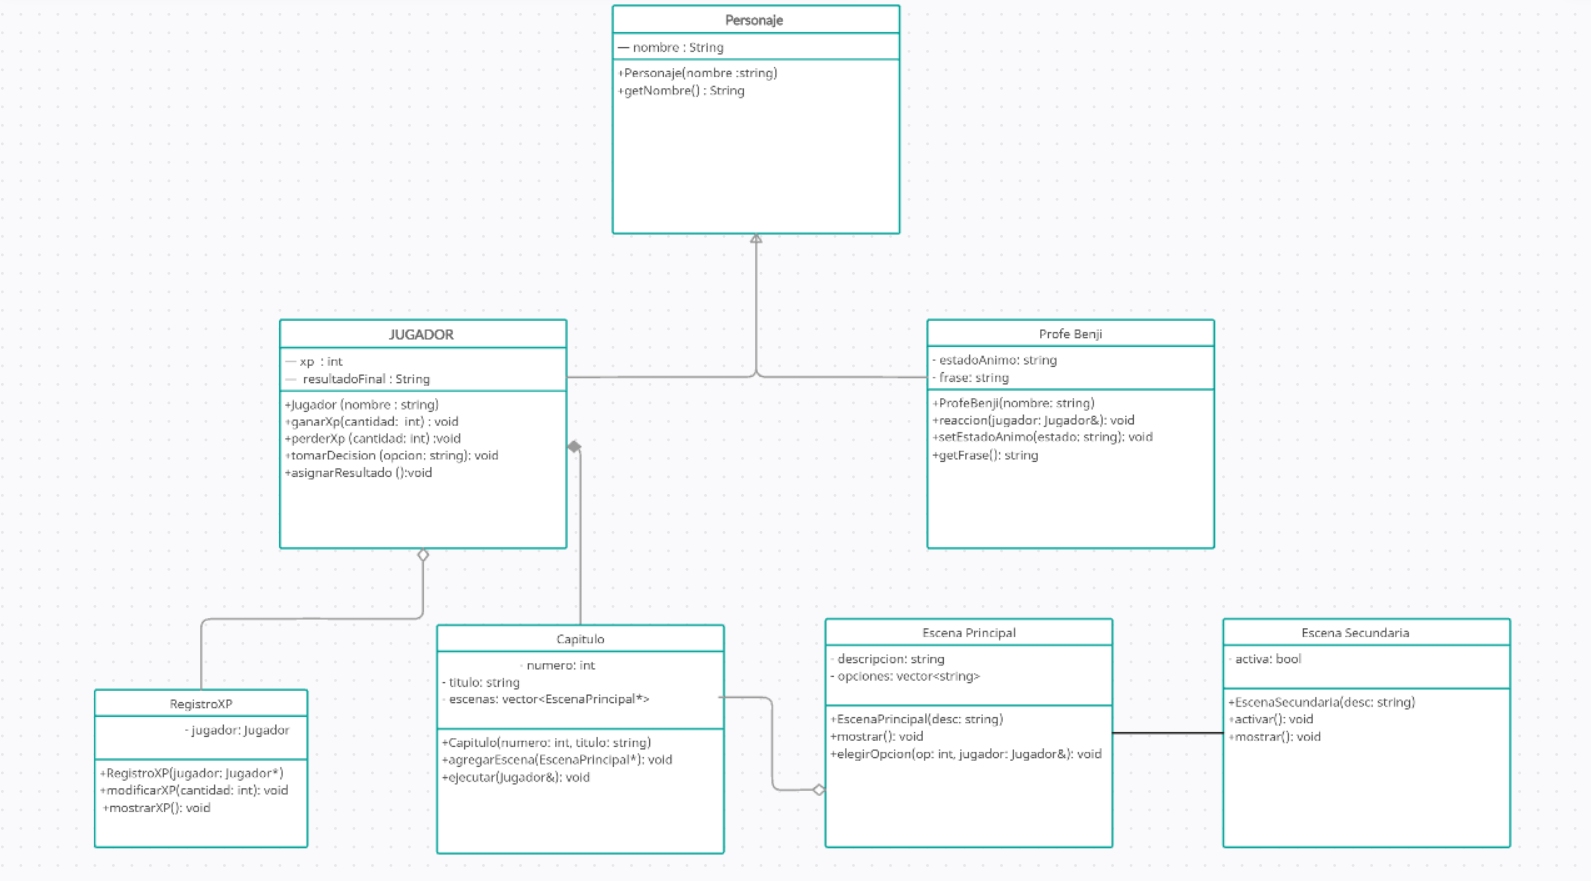 Personaje
— nombre : String
+Personaje(nombre :string)
+getNombre() : String
JUGADOR
— xp : int
— resultadoFinal : String
+Jugador (nombre : string)
+ganarXp(cantidad: int) : void
+perderXp (cantidad: int) :void
+tomarDecision (opcion: string): void
+asignarResultado ():void
Profe Benji
- estadoAnimo: string
- frase: string
+ProfeBenji(nombre: string)
+reaccion(jugador: Jugador&): void
+setEstadoAnimo(estado: string): void
+getFrase(): string
RegistroXP
- jugador: Jugador
+RegistroXP(jugador: Jugador*)
+modificarXP(cantidad: int): void
+mostrarXP(): void
Capitulo
- numero: int
- titulo: string
- escenas: vector<EscenaPrincipal*>
+Capitulo(numero: int, titulo: string)
+agregarEscena(EscenaPrincipal*): void
+ejecutar(Jugador&): void
Escena Principal
- descripcion: string
- opciones: vector<string>
+EscenaPrincipal(desc: string)
+mostrar(): void
+elegirOpcion(op: int, jugador: Jugador&): void
Escena Secundaria
- activa: bool
+EscenaSecundaria(desc: string)
+activar(): void
+mostrar(): void